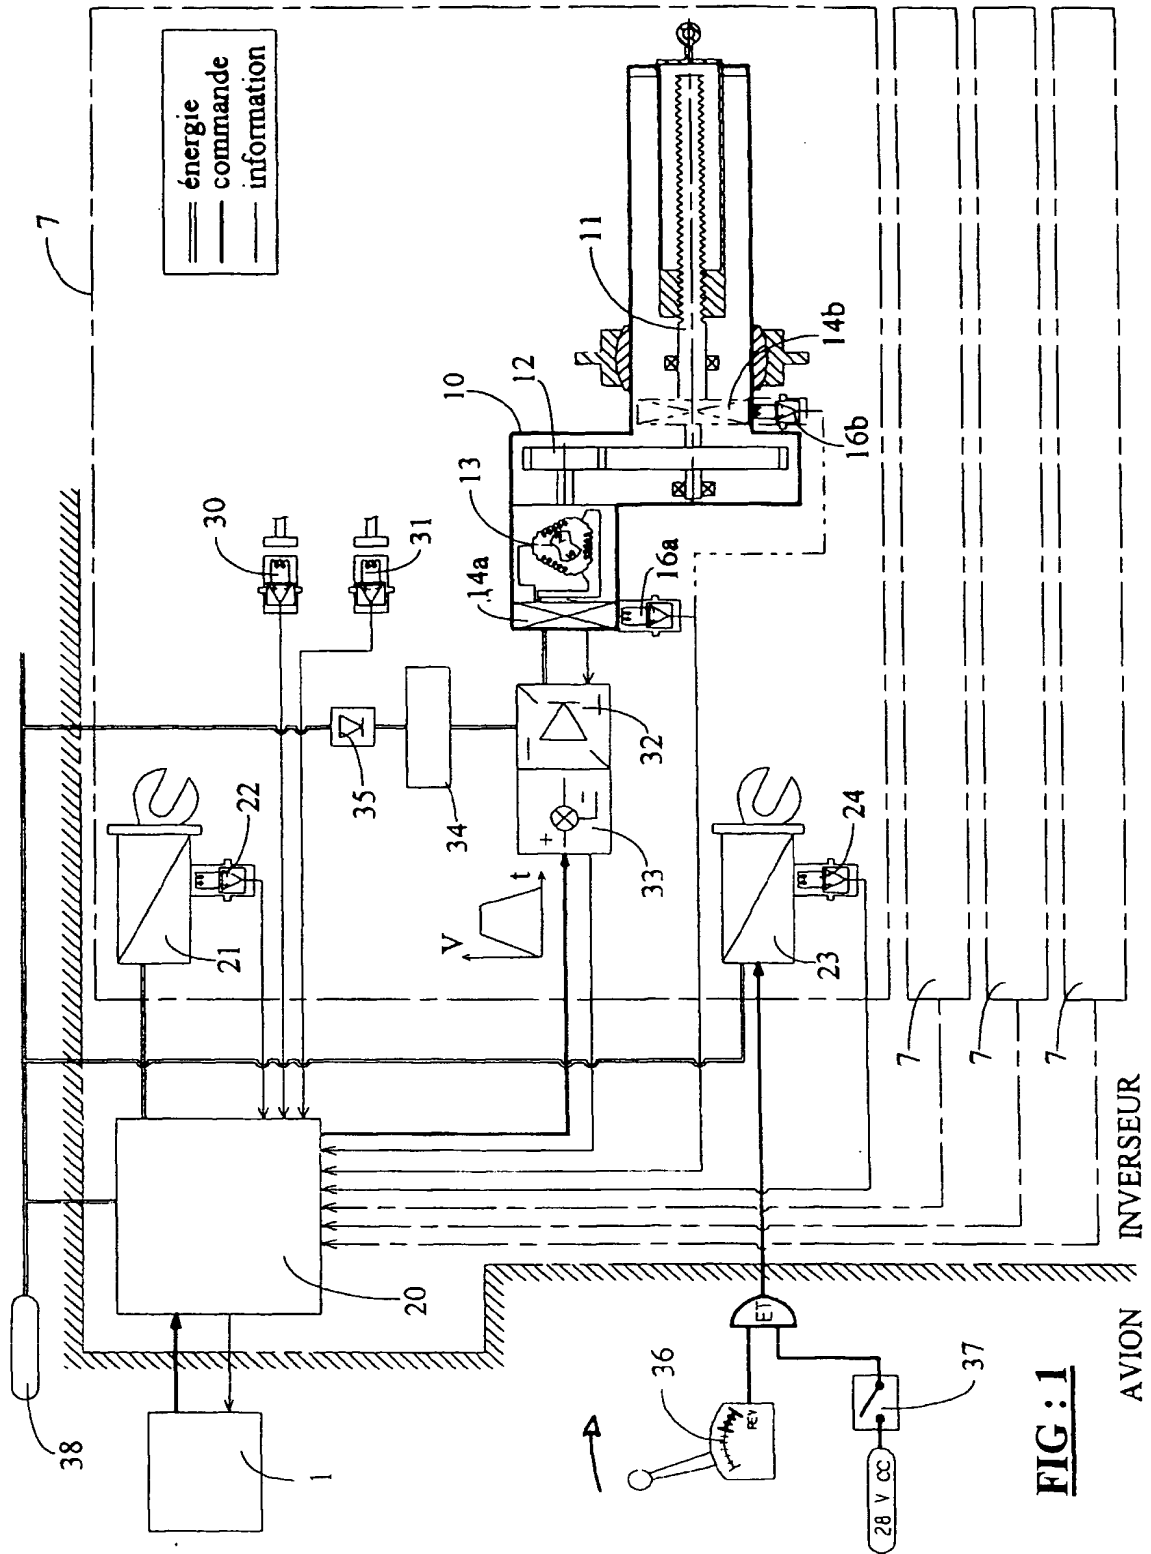 énergie
commande
information
7
38
1
20
21
22
30
31
35
34
V
t
33
32
14a
13
16a
10
12
11
14b
16b
23
24
7
7
7
36
REV
ET
37
28 V CC
AVION
INVERSEUR
FIG : 1